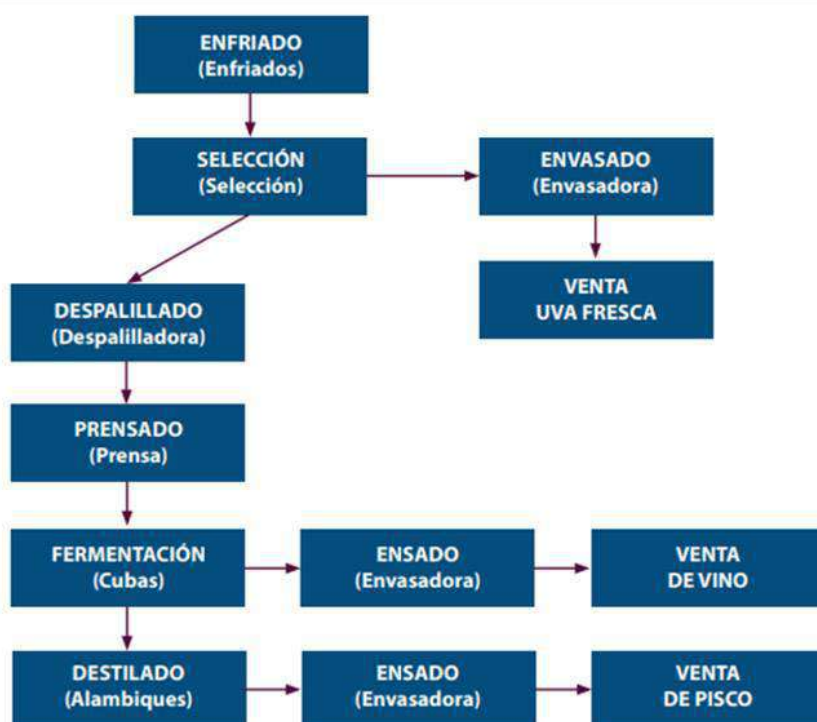 ENFRIADO
(Enfriados)
SELECCIÓN
(Selección)
ENVASADO
(Envasadora)
VENTA
UVA FRESCA
DESPALILLADO
(Despalilladora)
PRENSADO
(Prensa)
FERMENTACIÓN
(Cubas)
ENSADO
(Envasadora)
VENTA
DE VINO
DESTILADO
(Alambiques)
ENSADO
(Envasadora)
VENTA
DE PISCO